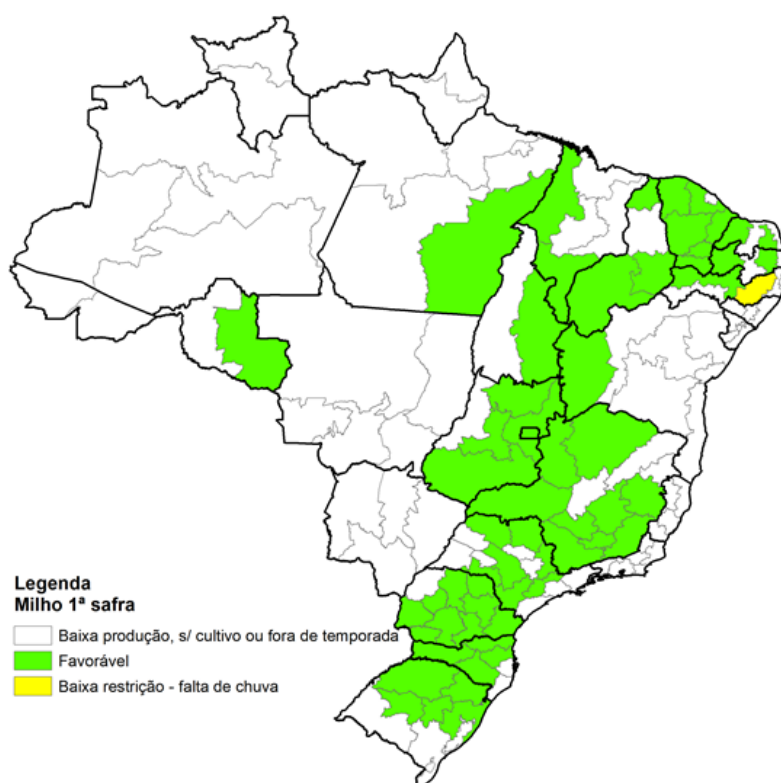 Legenda
Milho 1ª safra
Baixa produção, s/ cultivo ou fora de temporada
Favorável
Baixa restrição - falta de chuva